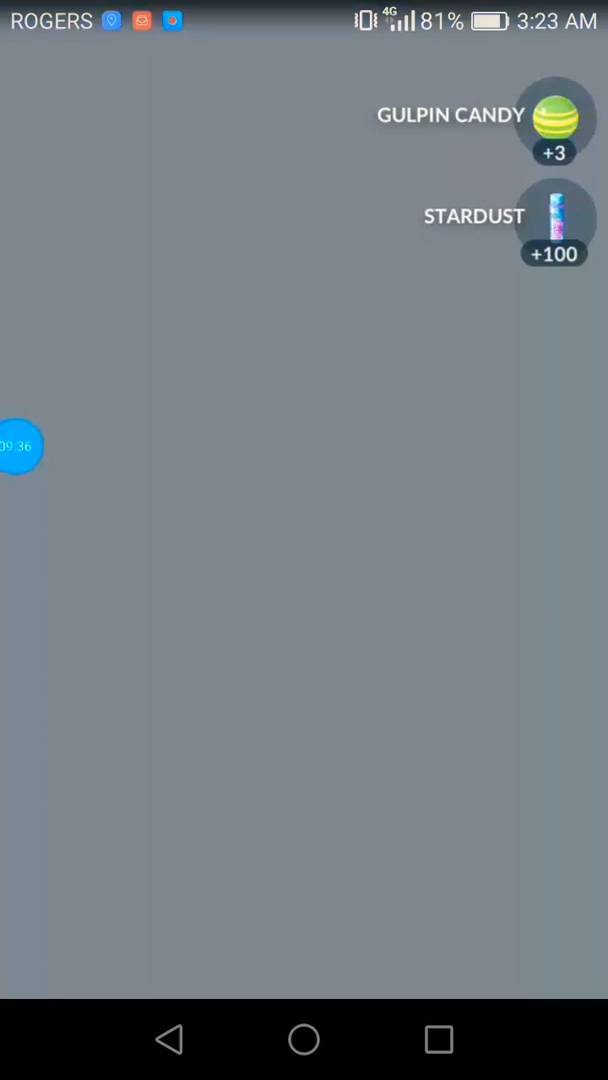 ROGERS 4G 81% 3:23 AM
GULPIN CANDY
+3
STARDUST
+100
09:36